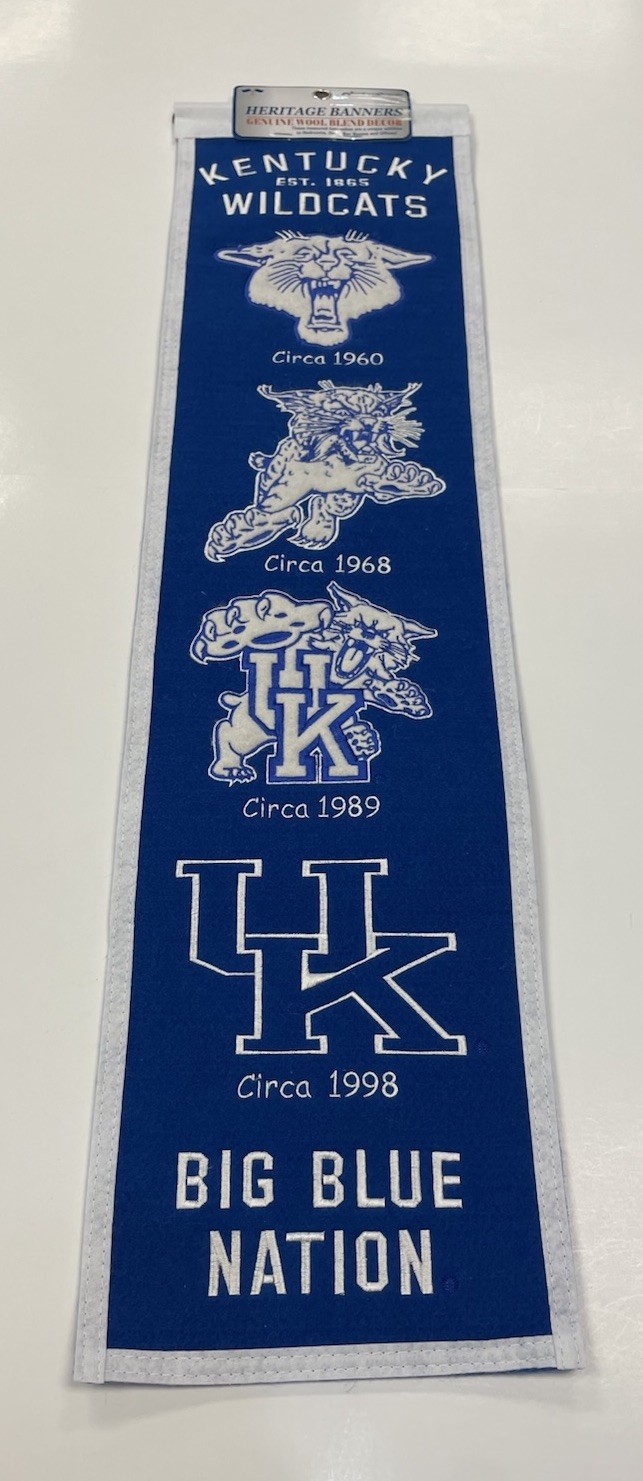 HERITAGE BANNERS
GENUINE WOOL BLEND DECOR
KENTUCKY
EST. 1865
WILDCATS
Circa 1960
Circa 1968
UK
Circa 1989
UK
Circa 1998
BIG BLUE
NATION